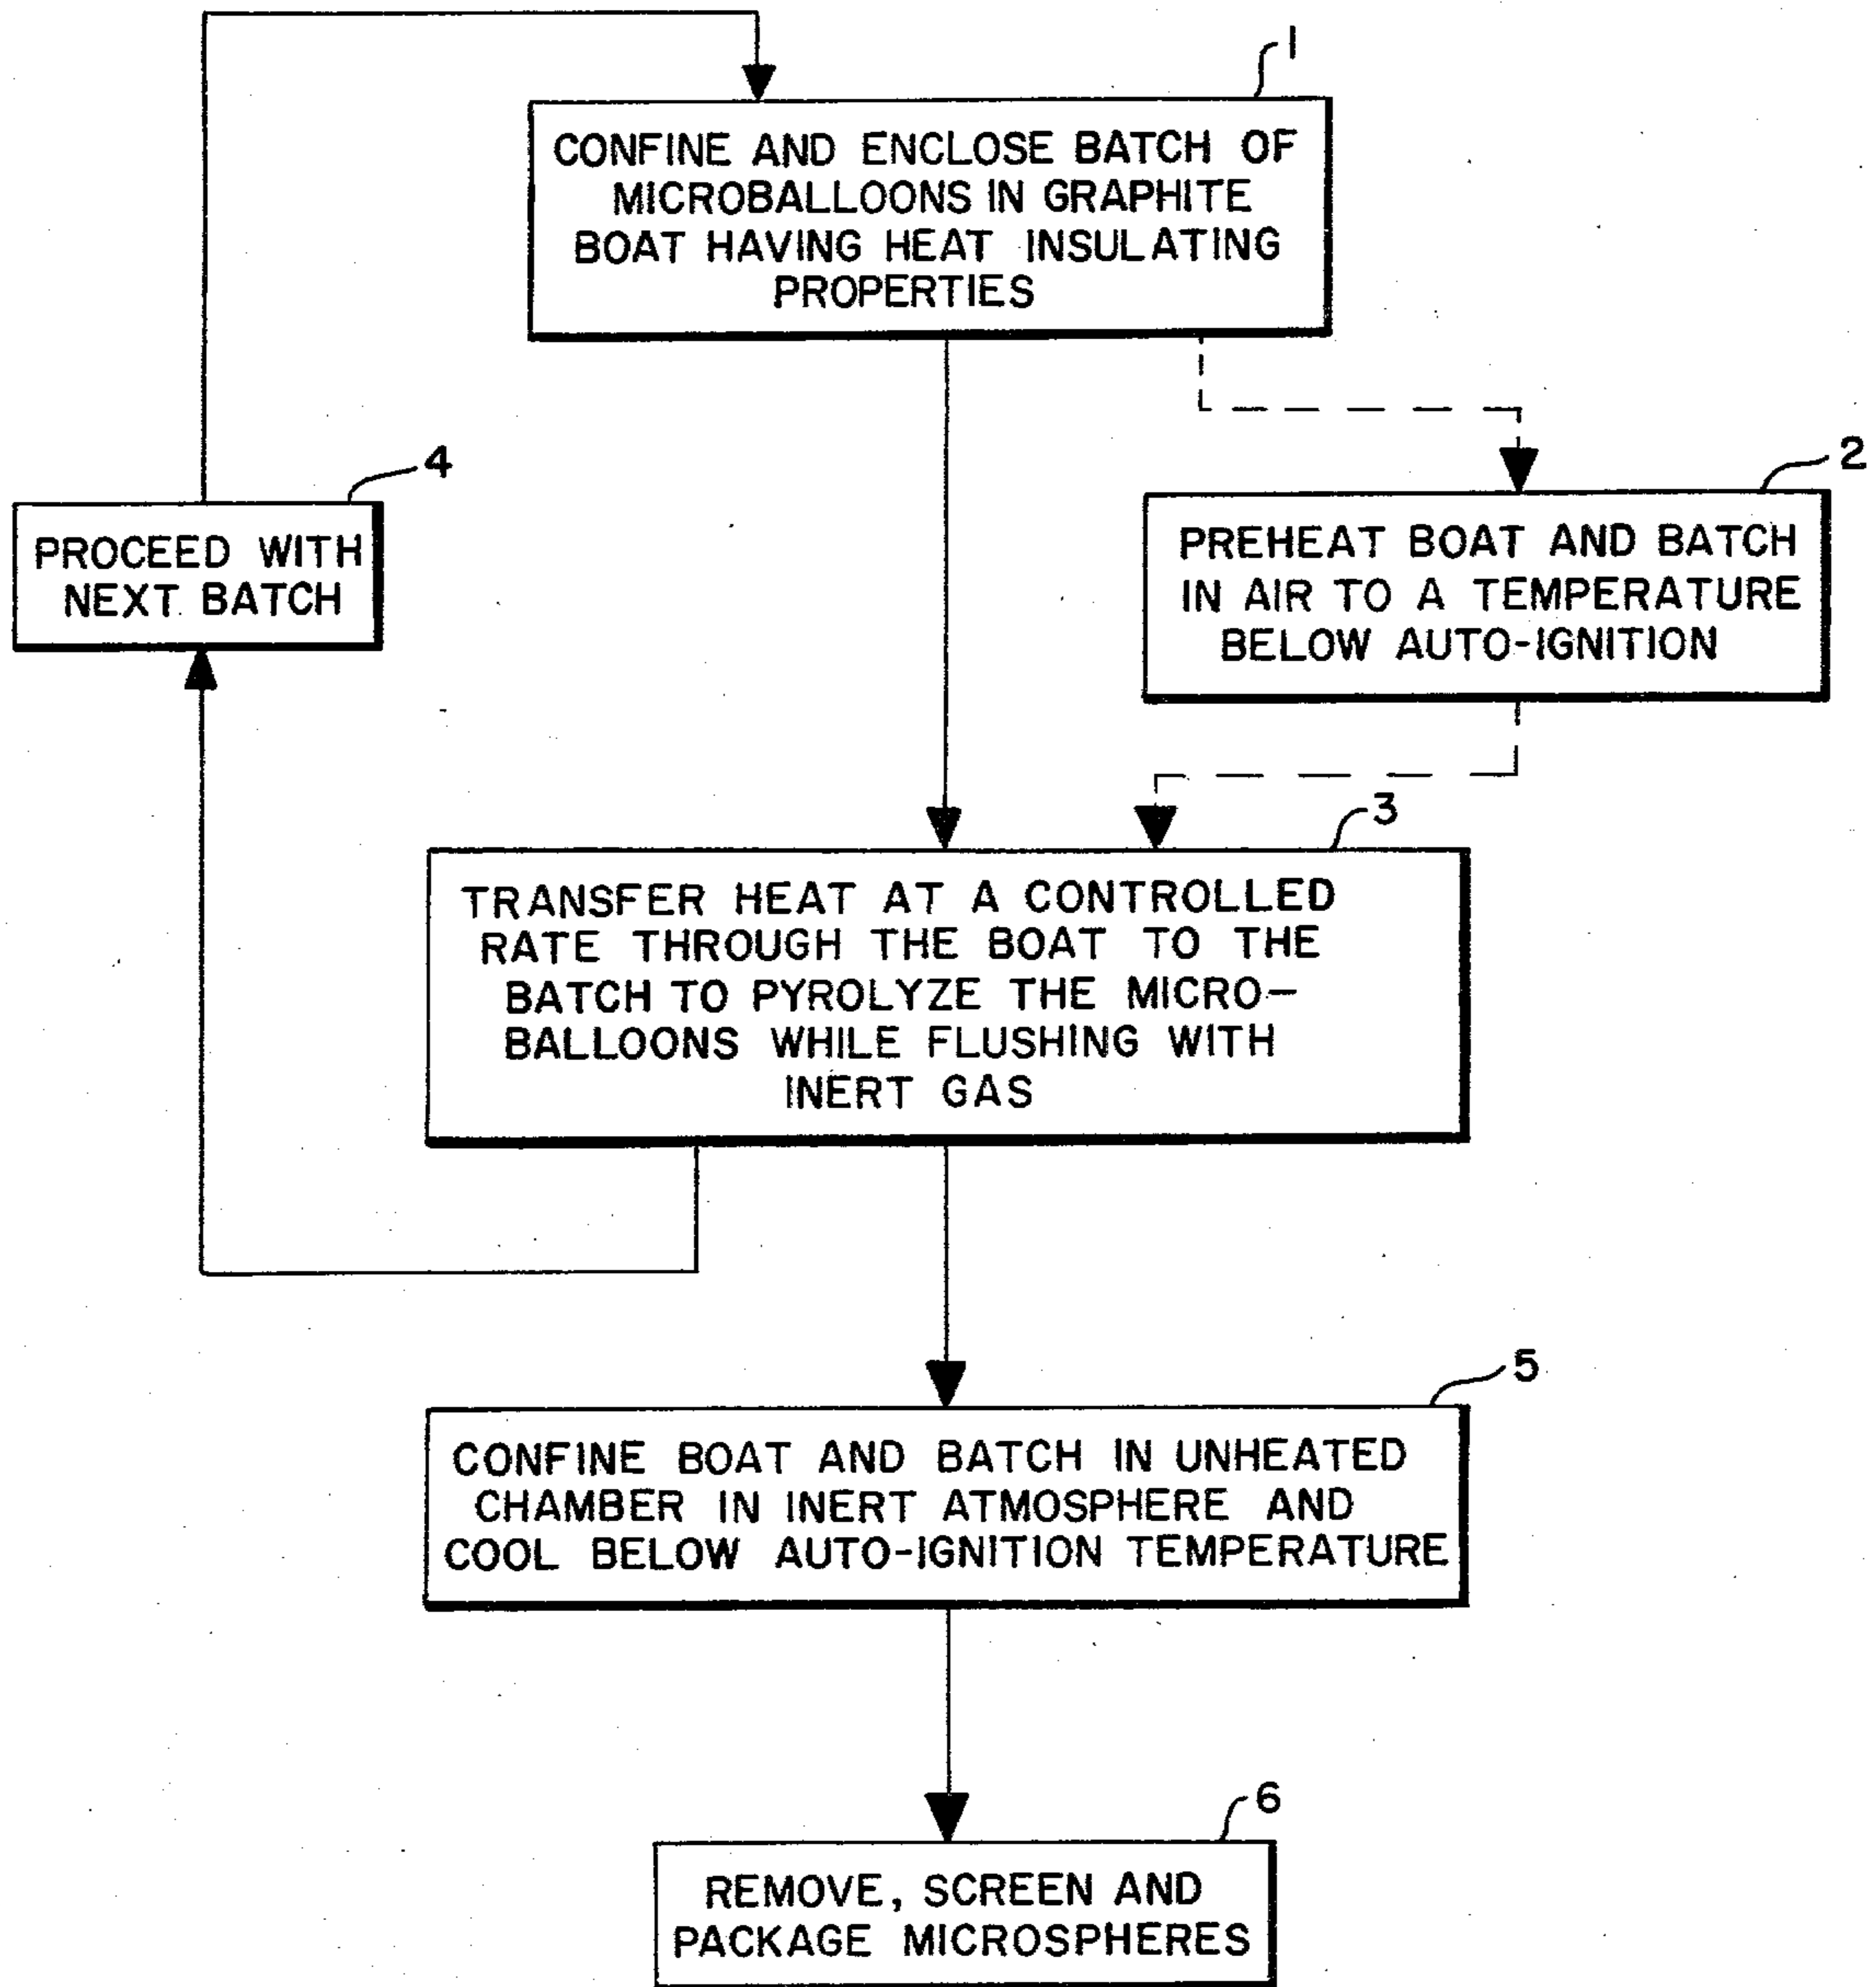 1
CONFINE AND ENCLOSE BATCH OF
MICROBALLOONS IN GRAPHITE
BOAT HAVING HEAT INSULATING
PROPERTIES
4
PROCEED WITH
NEXT BATCH
2
PREHEAT BOAT AND BATCH
IN AIR TO A TEMPERATURE
BELOW AUTO-IGNITION
3
TRANSFER HEAT AT A CONTROLLED
RATE THROUGH THE BOAT TO THE
BATCH TO PYROLYZE THE MICRO-
BALLOONS WHILE FLUSHING WITH
INERT GAS
5
CONFINE BOAT AND BATCH IN UNHEATED
CHAMBER IN INERT ATMOSPHERE AND
COOL BELOW AUTO-IGNITION TEMPERATURE
6
REMOVE, SCREEN AND
PACKAGE MICROSPHERES